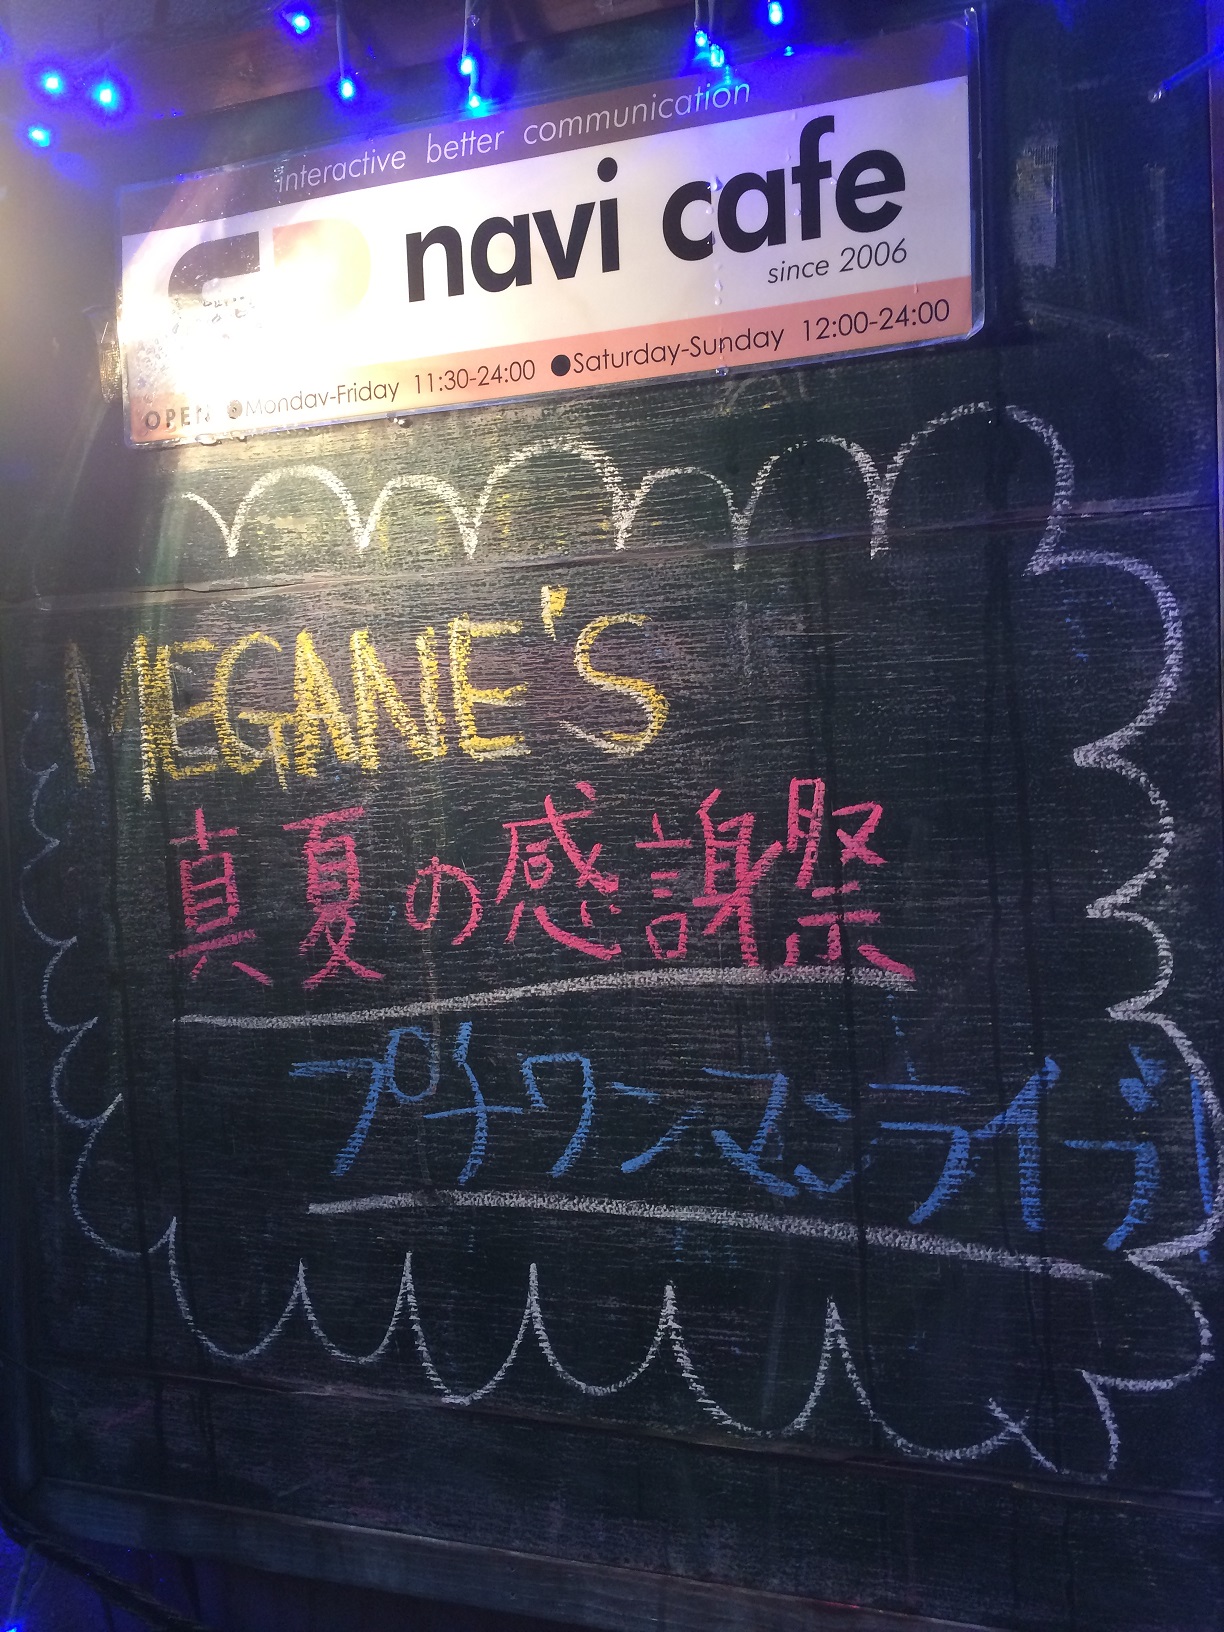 interactive better communication
navi cafe
since 2006
OPEN ●Monday-Friday 11:30-24:00 ●Saturday-Sunday 12:00-24:00
MEGANE'S
真夏の感謝祭
プチワンマンライブ